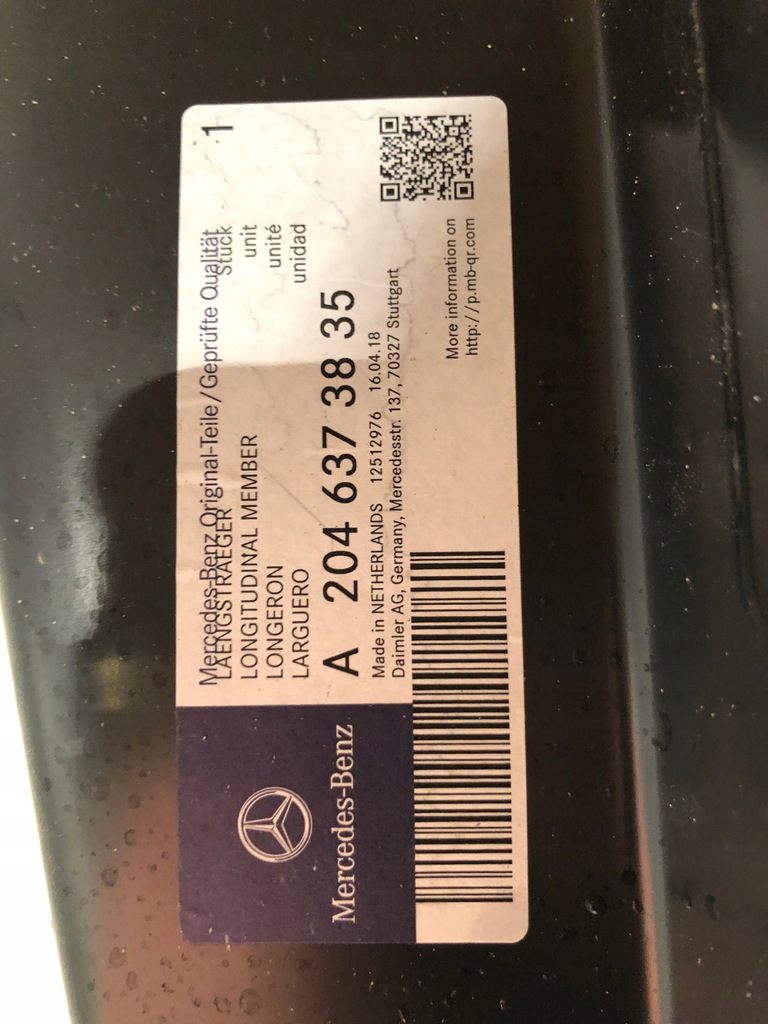 Mercedes-Benz Original-Teile/Geprüfte Qualität
LAENGSTRAEGER Stück 1
LONGITUDINAL MEMBER unit
LONGERON unité
LARGUERO unidad
A 204 637 38 35
Made in NETHERLANDS 12512976 16.04.18
Daimler AG, Germany, Mercedesstr. 137, 70327 Stuttgart
More information on
http://p.mb-qr.com
Mercedes-Benz